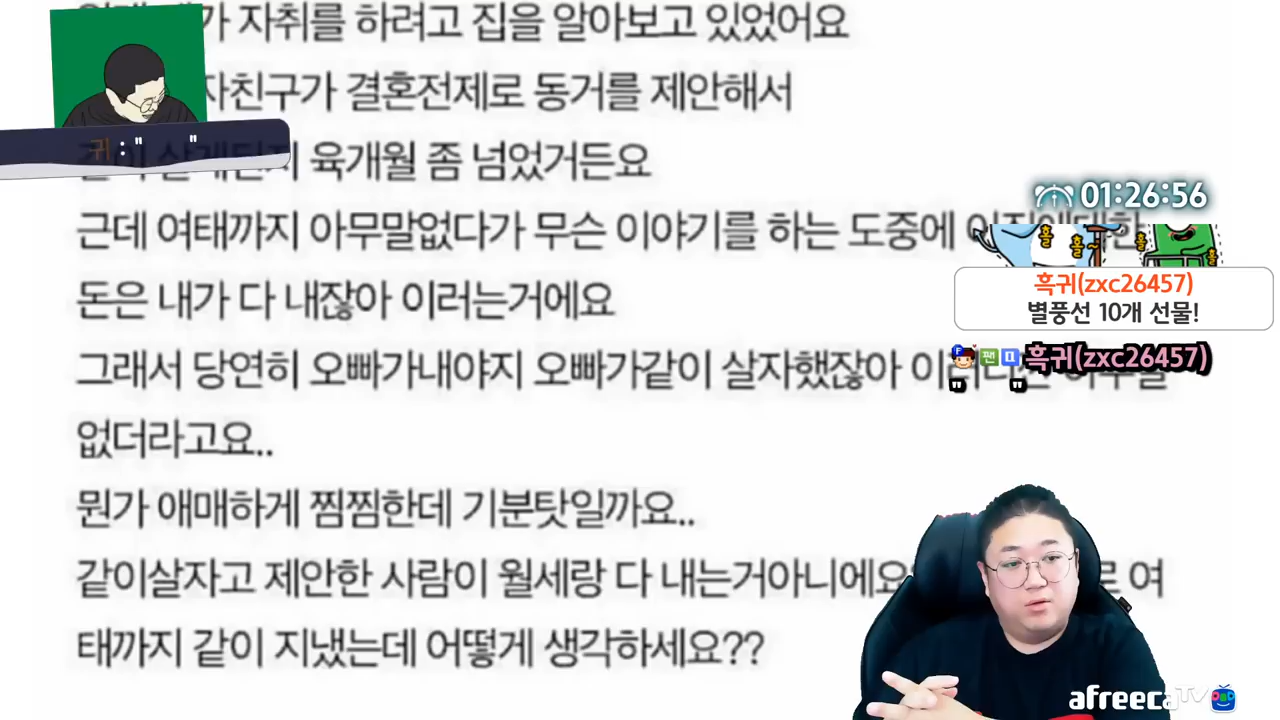 자취를 하려고 집을 알아보고 있었어요
자친구가 결혼전제로 동거를 제안해서
귀 : " "
육개월 좀 넘었거든요
01:26:56
근데 여태까지 아무말없다가 무슨 이야기를 하는 도중에
홀 홀~ 홀 홀
흑귀(zxc26457)
별풍선 10개 선물!
돈은 내가 다 내잖아 이러는거에요
팬 흑귀(zxc26457)
" "
그래서 당연히 오빠가내야지 오빠가같이 살자했잖아
없더라고요..
뭔가 애매하게 찜찜한데 기분탓일까요..
같이살자고 제안한 사람이 월세랑 다 내는거아니에요 로 여
태까지 같이 지냈는데 어떻게 생각하세요??
afreecaTV